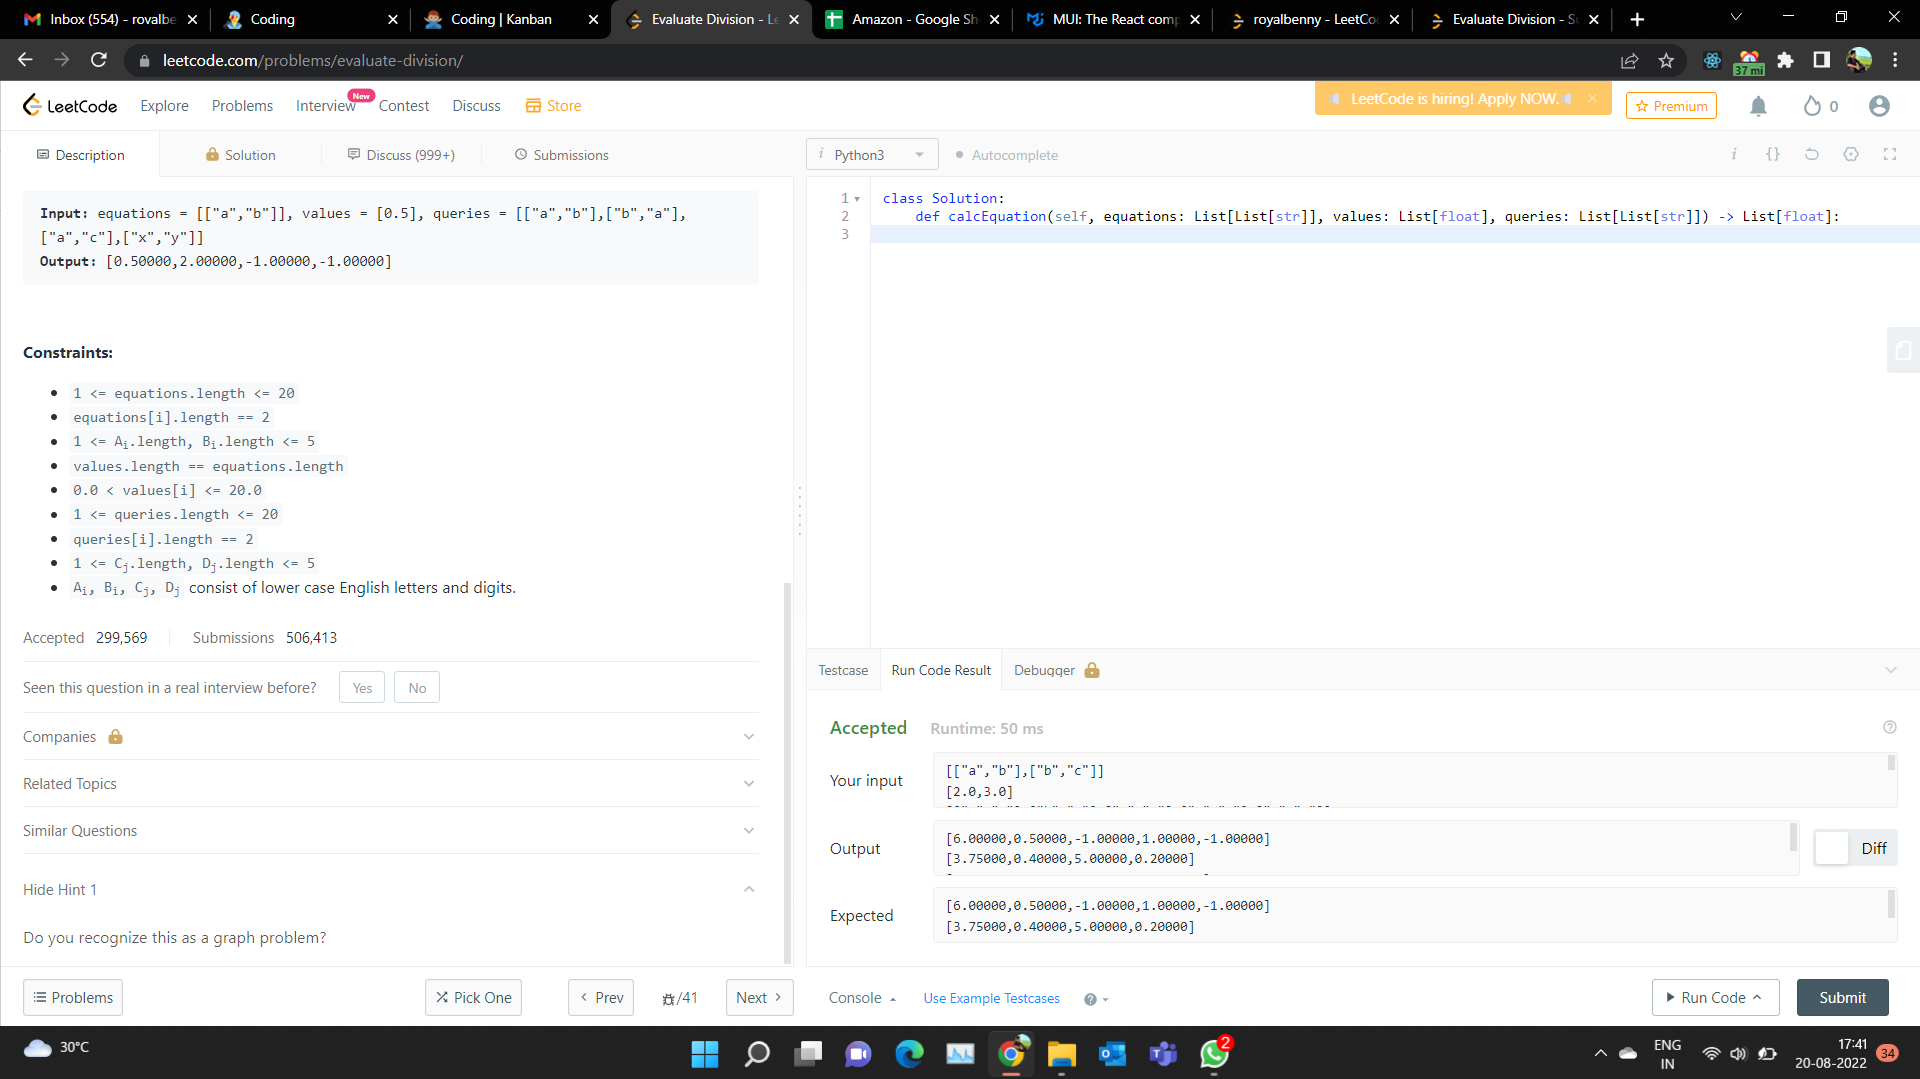 Inbox (554) - royalbe
Coding
Coding | Kanban
Evaluate Division - Le
Amazon - Google Sh
MUI: The React comp
royalbenny - LeetCo
Evaluate Division - S
leetcode.com/problems/evaluate-division/
37 mi
LeetCode
Explore
Problems
Interview
New
Contest
Discuss
Store
LeetCode is hiring! Apply NOW.
Premium
0
Description
Solution
Discuss (999+)
Submissions
i Python3
Autocomplete
Input: equations = [["a","b"]], values = [0.5], queries = [["a","b"],["b","a"],
["a","c"],["x","y"]]
Output: [0.50000,2.00000,-1.00000,-1.00000]
Constraints:
1 <= equations.length <= 20
equations[i].length == 2
1 <= Ai.length, Bi.length <= 5
values.length == equations.length
0.0 < values[i] <= 20.0
1 <= queries.length <= 20
queries[i].length == 2
1 <= Cj.length, Dj.length <= 5
Ai, Bi, Cj, Dj consist of lower case English letters and digits.
Accepted 299,569
Submissions 506,413
Seen this question in a real interview before?
Yes
No
Companies
Related Topics
Similar Questions
Hide Hint 1
Do you recognize this as a graph problem?
Problems
Pick One
Prev
/41
Next
1 class Solution:
2 def calcEquation(self, equations: List[List[str]], values: List[float], queries: List[List[str]]) -> List[float]:
3
Testcase
Run Code Result
Debugger
Accepted
Runtime: 50 ms
Your input
[["a","b"],["b","c"]]
[2.0,3.0]
Output
[6.00000,0.50000,-1.00000,1.00000,-1.00000]
[3.75000,0.40000,5.00000,0.20000]
Diff
Expected
[6.00000,0.50000,-1.00000,1.00000,-1.00000]
[3.75000,0.40000,5.00000,0.20000]
Console
Use Example Testcases
Run Code
Submit
30°C
2
ENG
IN
17:41
20-08-2022
34